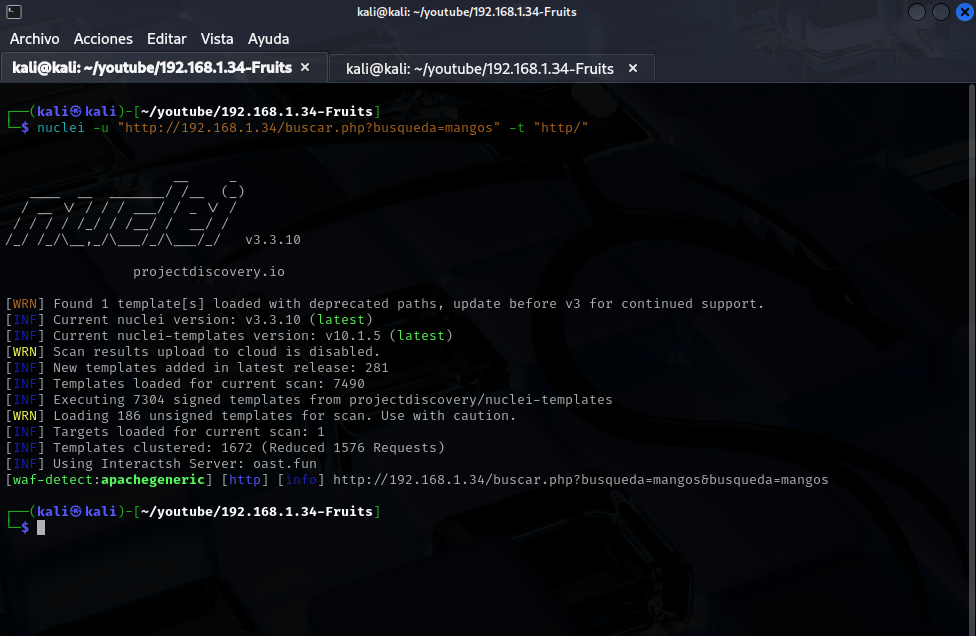 kali@kali: ~/youtube/192.168.1.34-Fruits
Archivo Acciones Editar Vista Ayuda
kali@kali: ~/youtube/192.168.1.34-Fruits × kali@kali: ~/youtube/192.168.1.34-Fruits ×
┌──(kali㉿kali)-[~/youtube/192.168.1.34-Fruits]
└─$ nuclei -u "http://192.168.1.34/buscar.php?busqueda=mangos" -t "http/"
nuclei v3.3.10
projectdiscovery.io
[WRN] Found 1 template[s] loaded with deprecated paths, update before v3 for continued support.
[INF] Current nuclei version: v3.3.10 (latest)
[INF] Current nuclei-templates version: v10.1.5 (latest)
[WRN] Scan results upload to cloud is disabled.
[INF] New templates added in latest release: 281
[INF] Templates loaded for current scan: 7490
[INF] Executing 7304 signed templates from projectdiscovery/nuclei-templates
[WRN] Loading 186 unsigned templates for scan. Use with caution.
[INF] Targets loaded for current scan: 1
[INF] Templates clustered: 1672 (Reduced 1576 Requests)
[INF] Using Interactsh Server: oast.fun
[waf-detect:apachegeneric] [http] [info] http://192.168.1.34/buscar.php?busqueda=mangos&busqueda=mangos
┌──(kali㉿kali)-[~/youtube/192.168.1.34-Fruits]
└─$